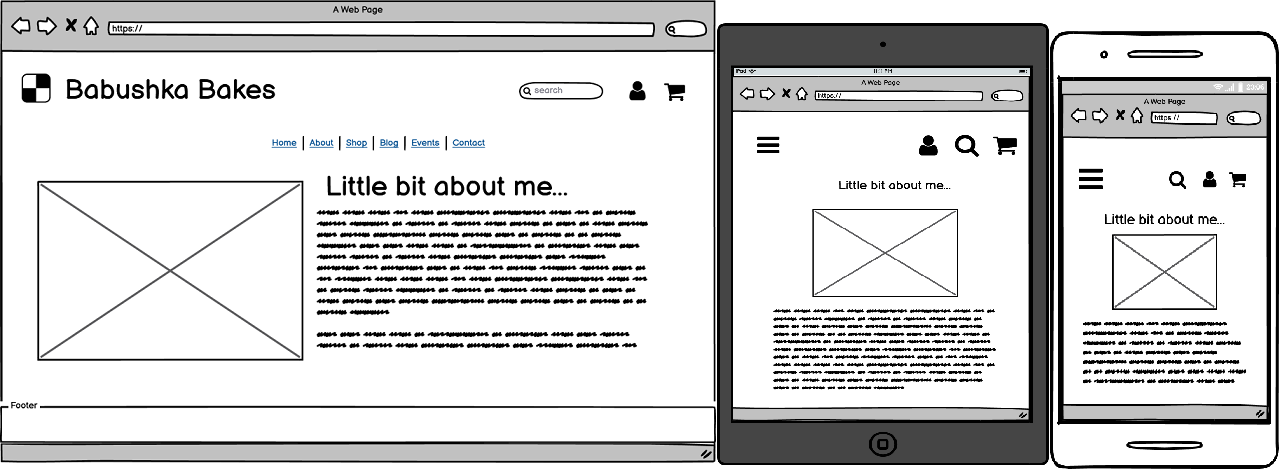 A Web Page
https://
Babushka Bakes
search
Home About Shop Blog Events Contact
Little bit about me...
Footer
iPad
A Web Page
https://
Little bit about me...
A Web Page
https://
Little bit about me...